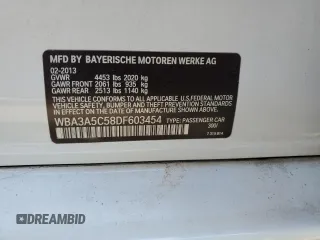 MFD BY BAYERISCHE MOTOREN WERKE AG
02-2013
GVWR 4453 lbs 2020 kg
GAWR FRONT 2061 lbs 935 kg
GAWR REAR 2513 lbs 1140 kg
THIS VEHICLE CONFORMS TO ALL APPLICABLE U.S. FEDERAL MOTOR
VEHICLE SAFETY, BUMPER, AND THEFT PREVENTION STANDARDS
IN EFFECT ON THE DATE OF MANUFACTURE SHOWN ABOVE.
WBA3A5C58DF603454 TYPE: PASSENGER CAR
DREAMBID